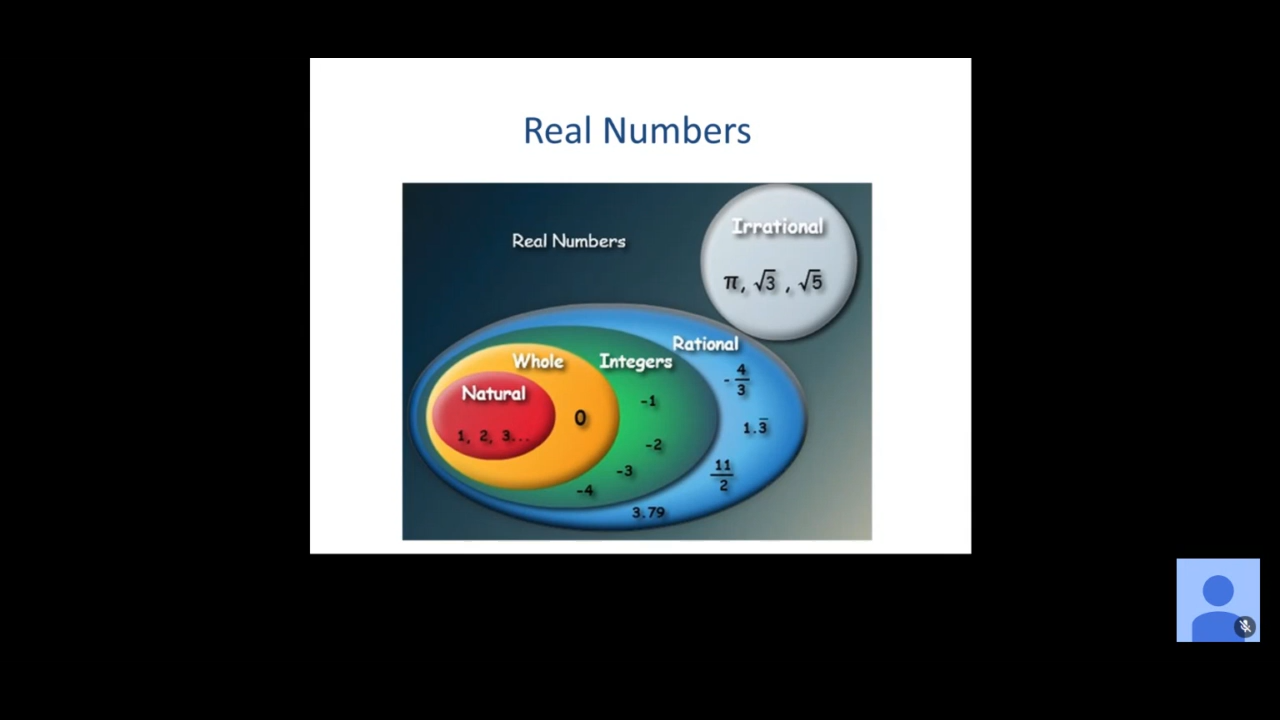 Real Numbers
Irrational
Real Numbers
π, √3 , √5
Rational
Whole
Integers
-4/3
Natural
-1
0
1.3̅
1, 2, 3...
-2
-3
11/2
-4
3.79